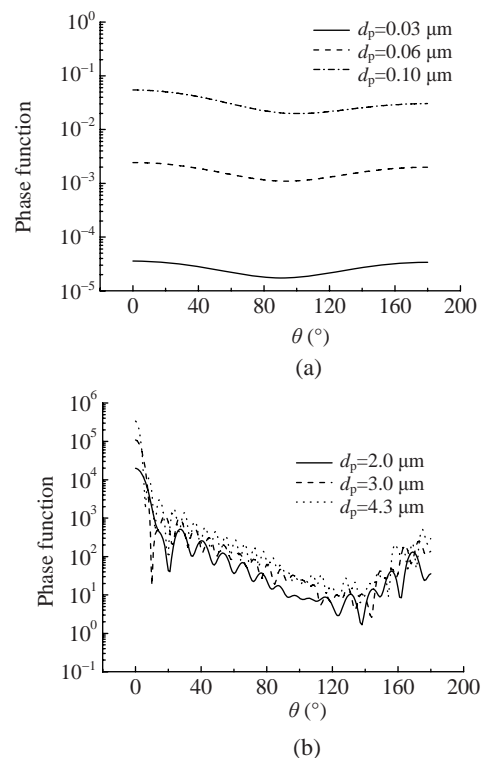 d_p=0.03 μm
d_p=0.06 μm
d_p=0.10 μm
10^0
10^-1
10^-2
10^-3
10^-4
10^-5
Phase function
0 40 80 120 160 200
θ (°)
(a)
10^6
10^5
10^4
10^3
10^2
10^1
10^0
10^-1
Phase function
d_p=2.0 μm
d_p=3.0 μm
d_p=4.3 μm
0 40 80 120 160 200
θ (°)
(b)